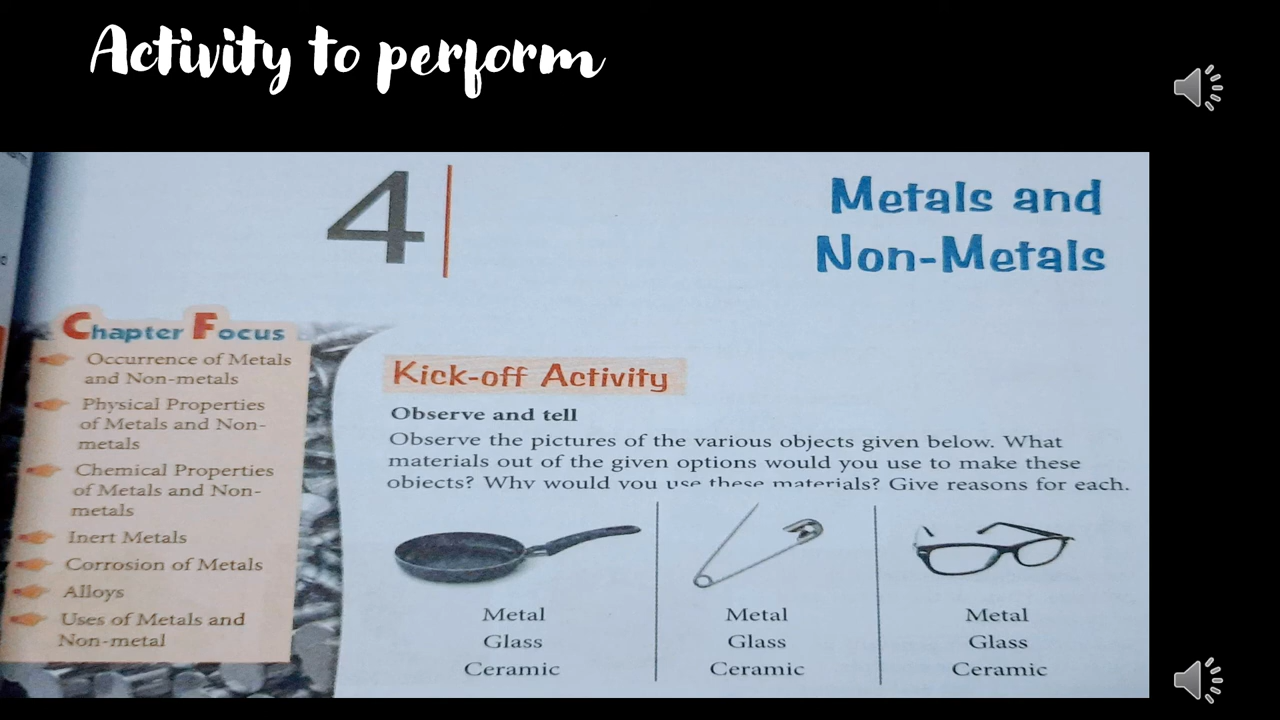 Activity to perform
4
Metals and
Non-Metals
Chapter Focus
Occurrence of Metals
and Non-metals
Physical Properties
of Metals and Non-
metals
Chemical Properties
of Metals and Non-
metals
Inert Metals
Corrosion of Metals
Alloys
Uses of Metals and
Non-metal
Kick-off Activity
Observe and tell
Observe the pictures of the various objects given below. What
materials out of the given options would you use to make these
objects? Why would you use these materials? Give reasons for each.
Metal
Glass
Ceramic
Metal
Glass
Ceramic
Metal
Glass
Ceramic